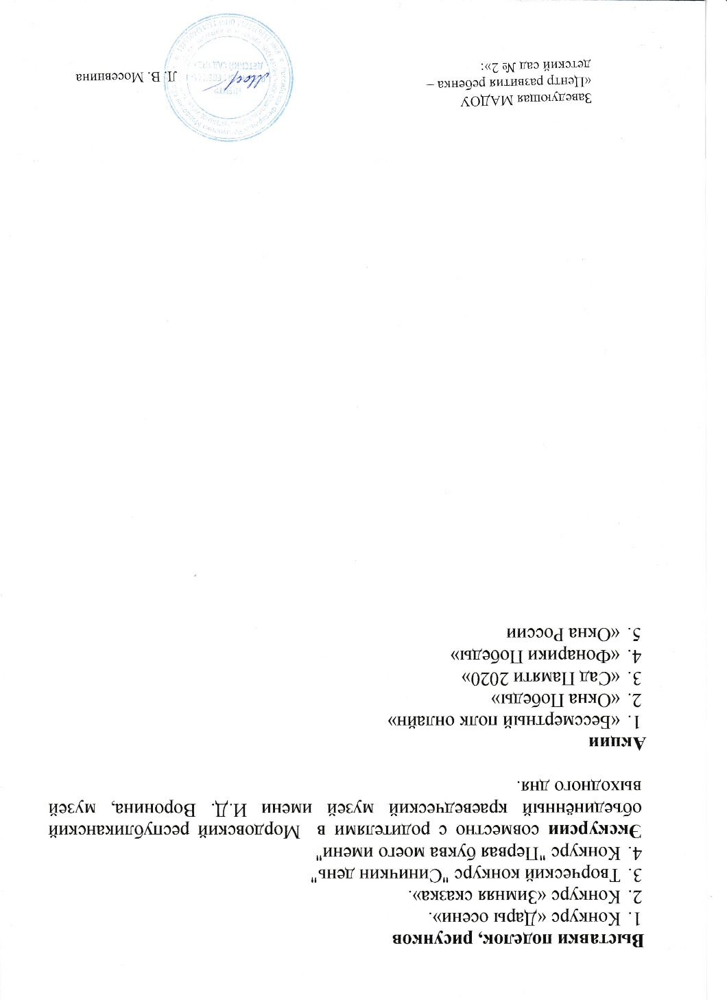 Выставки поделок, рисунков
1. Конкурс «Дары осени».
2. Конкурс «Зимняя сказка».
3. Творческий конкурс "Синичкин день"
4. Конкурс "Первая буква моего имени"
Экскурсии совместно с родителями в Мордовский республиканский
объединённый краеведческий музей имени И.Д. Воронина, музей
выходного дня.
Акции
1. «Бессмертный полк онлайн»
2. «Окна Победы»
3. «Сад Памяти 2020»
4. «Фонарики Победы»
5. «Окна России
Заведующая МАДОУ
«Центр развития ребенка –
детский сад № 2»:
Л. В. Мосевнина
ЦЕНТР
ДЕТСКИЙ САД